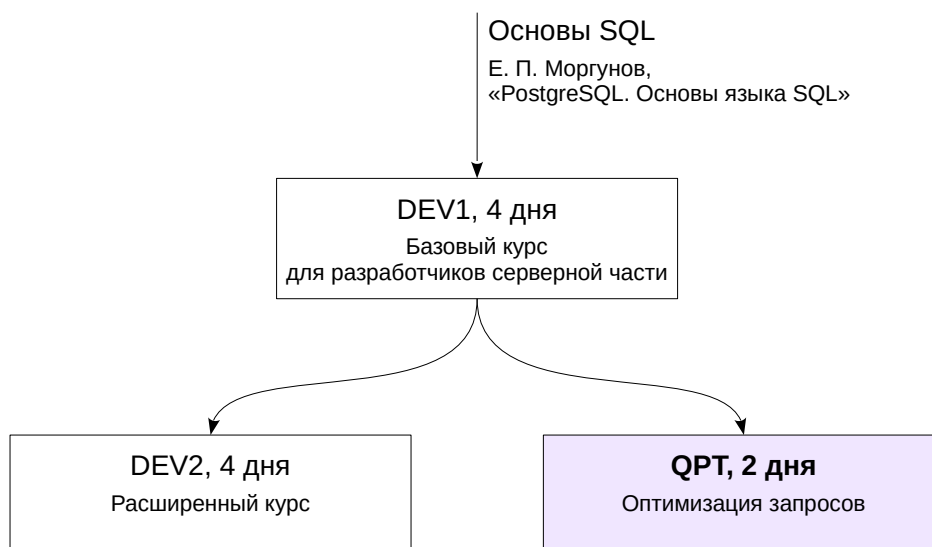 Основы SQL
Е. П. Моргунов,
«PostgreSQL. Основы языка SQL»
DEV1, 4 дня
Базовый курс
для разработчиков серверной части
DEV2, 4 дня
Расширенный курс
QPT, 2 дня
Оптимизация запросов